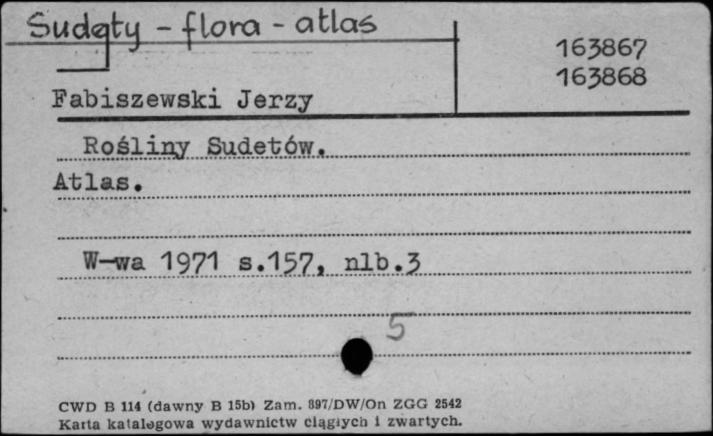 Sudety - flora - atlas
163867
163868
Fabiszewski Jerzy
Rośliny Sudetów.
Atlas.
W-wa 1971 s.157, nlb.3
5
CWD B 114 (dawny B 15b) Zam. 897/DW/On ZGG 2542
Karta katalogowa wydawnictw ciągłych i zwartych.